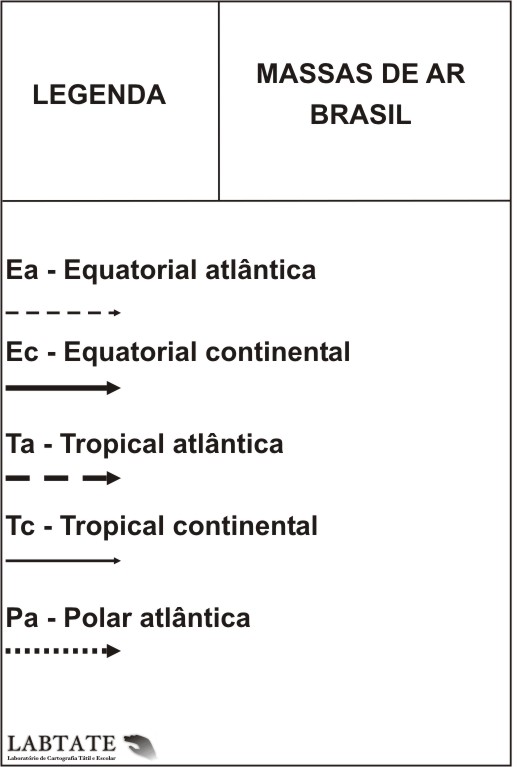 LEGENDA
MASSAS DE AR
BRASIL
Ea - Equatorial atlântica
Ec - Equatorial continental
Ta - Tropical atlântica
Tc - Tropical continental
Pa - Polar atlântica
LABTATE
Laboratório de Cartografia Tátil e Escolar